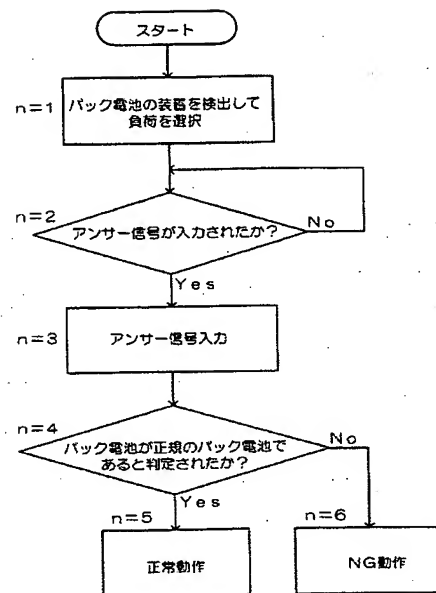 スタート
n=1
パック電池の装着を検出して
負荷を選択
n=2
アンサー信号が入力されたか?
No
Yes
n=3
アンサー信号入力
n=4
パック電池が正規のパック電池で
あると判定されたか?
No
Yes
n=5
n=6
正常動作
NG動作